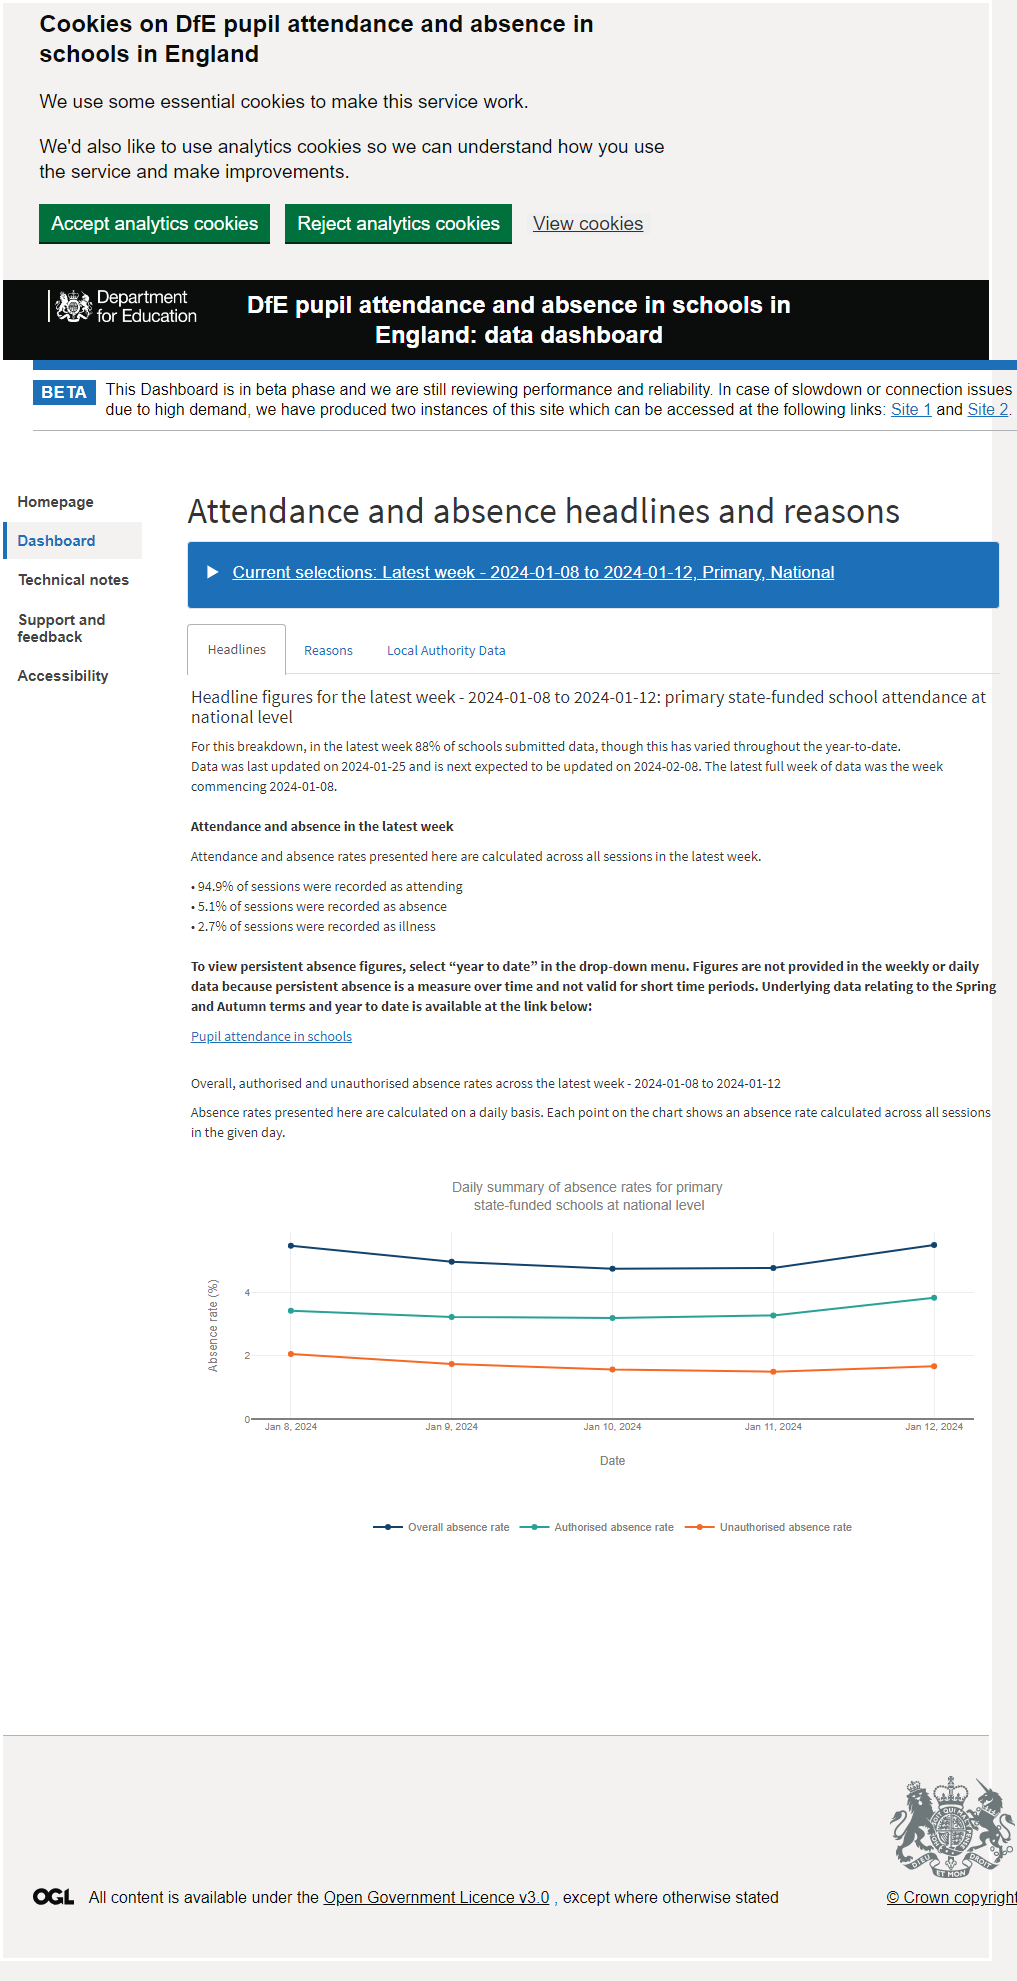 Cookies on DfE pupil attendance and absence in
schools in England
We use some essential cookies to make this service work.
We'd also like to use analytics cookies so we can understand how you use
the service and make improvements.
Accept analytics cookies Reject analytics cookies View cookies
Department
for Education
DfE pupil attendance and absence in schools in
England: data dashboard
BETA This Dashboard is in beta phase and we are still reviewing performance and reliability. In case of slowdown or connection issues
due to high demand, we have produced two instances of this site which can be accessed at the following links: Site 1 and Site 2.
Homepage
Dashboard
Technical notes
Support and
feedback
Accessibility
Attendance and absence headlines and reasons
Current selections: Latest week - 2024-01-08 to 2024-01-12, Primary, National
Headlines Reasons Local Authority Data
Headline figures for the latest week - 2024-01-08 to 2024-01-12: primary state-funded school attendance at
national level
For this breakdown, in the latest week 88% of schools submitted data, though this has varied throughout the year-to-date.
Data was last updated on 2024-01-25 and is next expected to be updated on 2024-02-08. The latest full week of data was the week
commencing 2024-01-08.
Attendance and absence in the latest week
Attendance and absence rates presented here are calculated across all sessions in the latest week.
• 94.9% of sessions were recorded as attending
• 5.1% of sessions were recorded as absence
• 2.7% of sessions were recorded as illness
To view persistent absence figures, select “year to date” in the drop-down menu. Figures are not provided in the weekly or daily
data because persistent absence is a measure over time and not valid for short time periods. Underlying data relating to the Spring
and Autumn terms and year to date is available at the link below:
Pupil attendance in schools
Overall, authorised and unauthorised absence rates across the latest week - 2024-01-08 to 2024-01-12
Absence rates presented here are calculated on a daily basis. Each point on the chart shows an absence rate calculated across all sessions
in the given day.
Daily summary of absence rates for primary
state-funded schools at national level
Absence rate (%)
4
2
0
Jan 8, 2024 Jan 9, 2024 Jan 10, 2024 Jan 11, 2024 Jan 12, 2024
Date
Overall absence rate Authorised absence rate Unauthorised absence rate
DIEU ET MON DROIT
OGL All content is available under the Open Government Licence v3.0 , except where otherwise stated
© Crown copyright